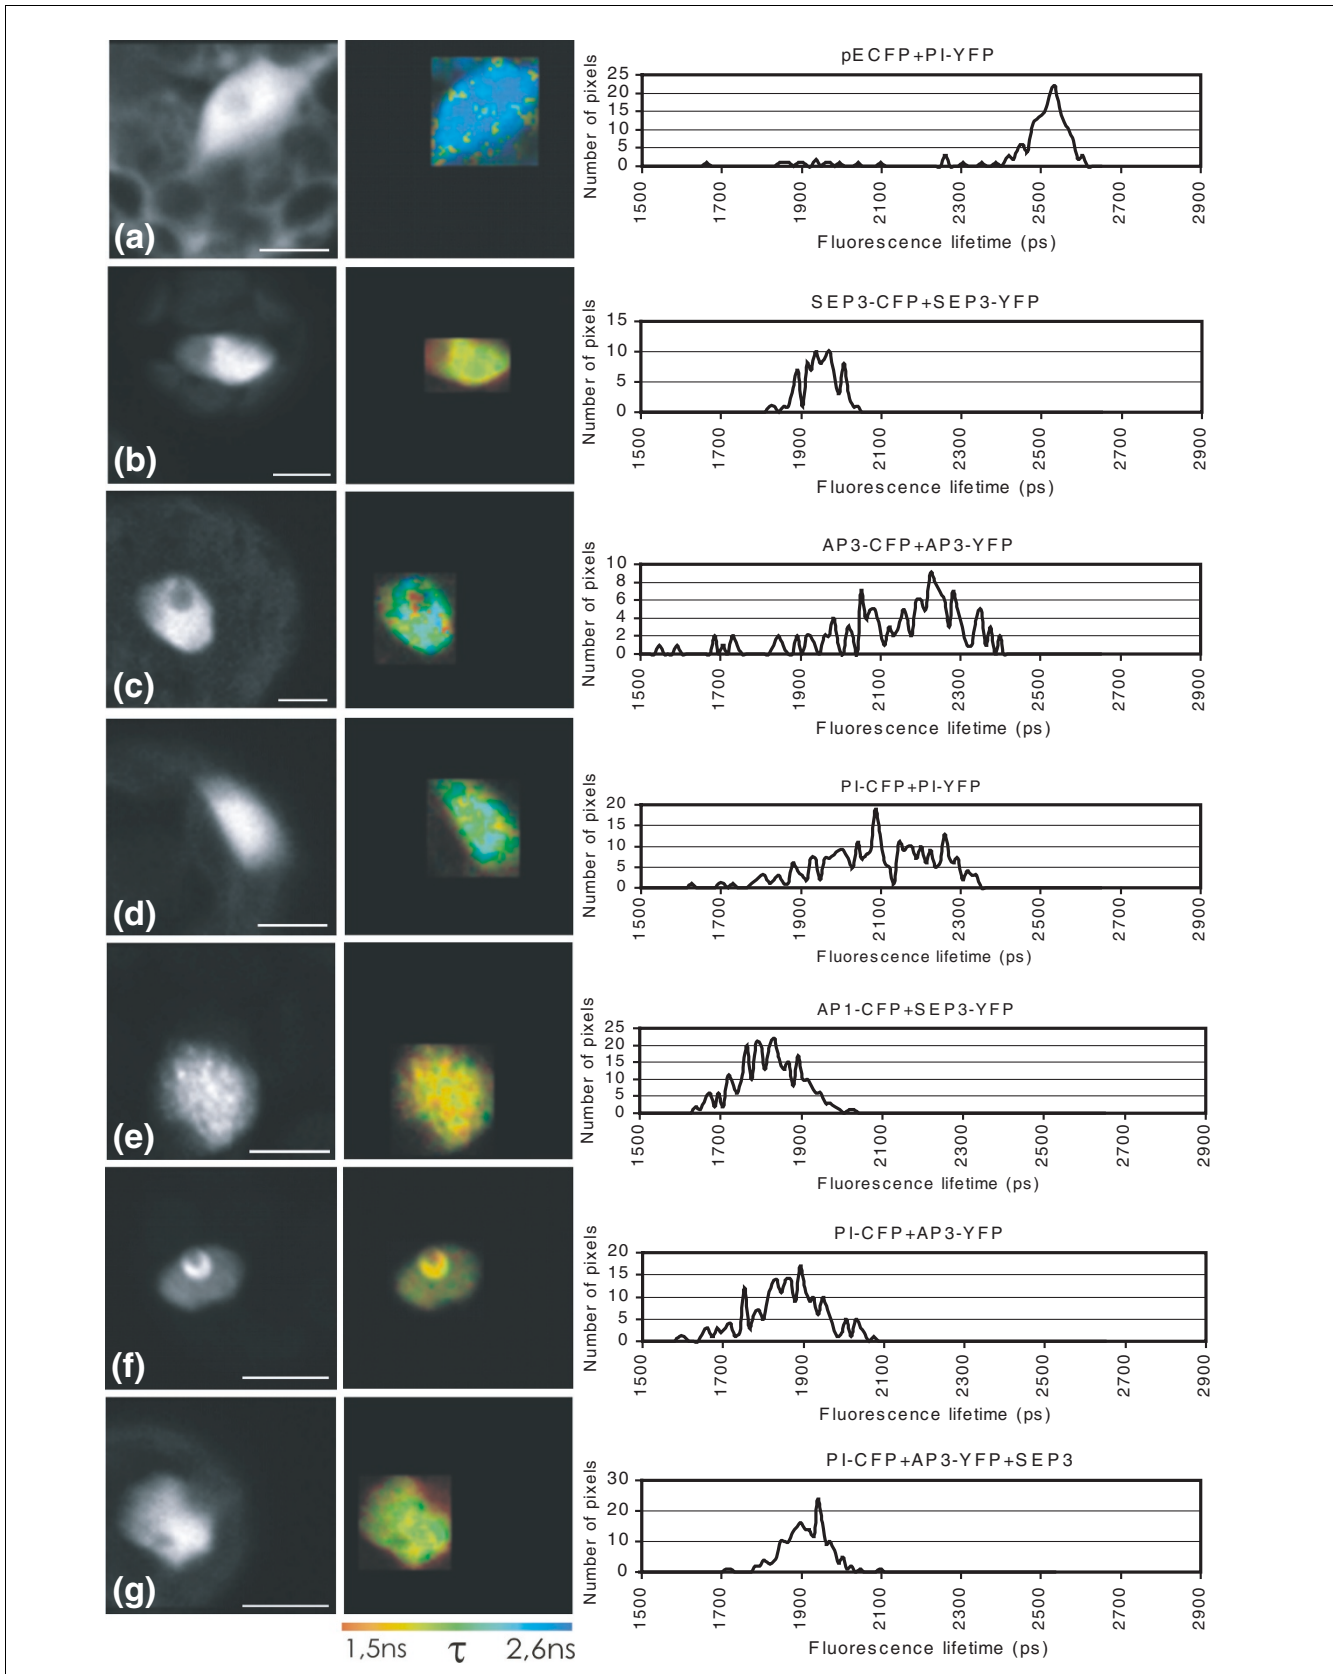 (a)
pECFP+PI-YFP
Number of pixels
25
20
15
10
5
0
1500 1700 1900 2100 2300 2500 2700 2900
Fluorescence lifetime (ps)
(b)
SEP3-CFP+SEP3-YFP
Number of pixels
15
10
5
0
1500 1700 1900 2100 2300 2500 2700 2900
Fluorescence lifetime (ps)
(c)
AP3-CFP+AP3-YFP
Number of pixels
10
8
6
4
2
0
1500 1700 1900 2100 2300 2500 2700 2900
Fluorescence lifetime (ps)
(d)
PI-CFP+PI-YFP
Number of pixels
20
15
10
5
0
1500 1700 1900 2100 2300 2500 2700 2900
Fluorescence lifetime (ps)
(e)
AP1-CFP+SEP3-YFP
Number of pixels
25
20
15
10
5
0
1500 1700 1900 2100 2300 2500 2700 2900
Fluorescence lifetime (ps)
(f)
PI-CFP+AP3-YFP
Number of pixels
20
15
10
5
0
1500 1700 1900 2100 2300 2500 2700 2900
Fluorescence lifetime (ps)
(g)
PI-CFP+AP3-YFP+SEP3
Number of pixels
30
20
10
0
1500 1700 1900 2100 2300 2500 2700 2900
Fluorescence lifetime (ps)
1,5ns τ 2,6ns